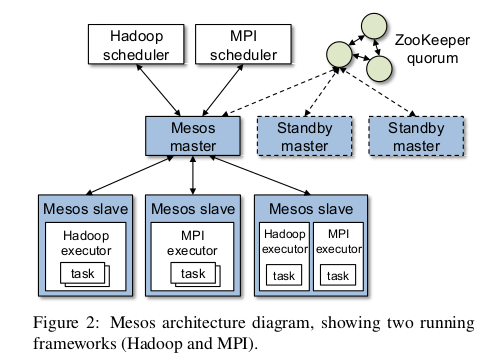 Hadoop
scheduler
MPI
scheduler
ZooKeeper
quorum
Mesos
master
Standby
master
Standby
master
Mesos slave
Hadoop
executor
task
Mesos slave
MPI
executor
task
Mesos slave
Hadoop
executor
task
MPI
executor
task
Figure 2: Mesos architecture diagram, showing two running
frameworks (Hadoop and MPI).